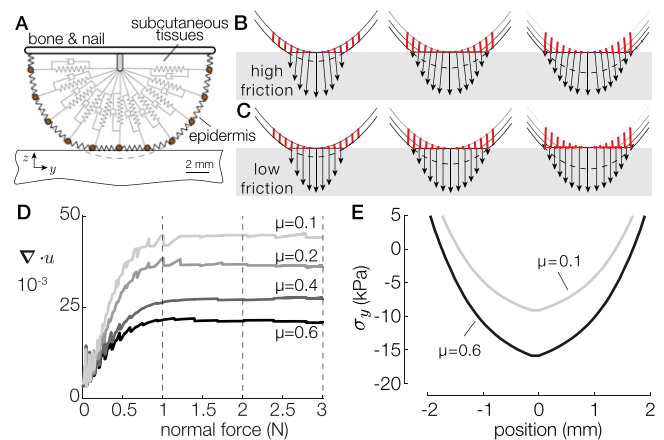 A
bone & nail
subcutaneous
tissues
epidermis
z
y
2 mm
B
high
friction
C
low
friction
D
50
25
0
∇ ·u
10⁻³
μ=0.1
μ=0.2
μ=0.4
μ=0.6
0 0.5 1 1.5 2 2.5 3
normal force (N)
E
5
0
-5
-10
-15
-20
σy (kPa)
μ=0.1
μ=0.6
-2 -1 0 1 2
position (mm)